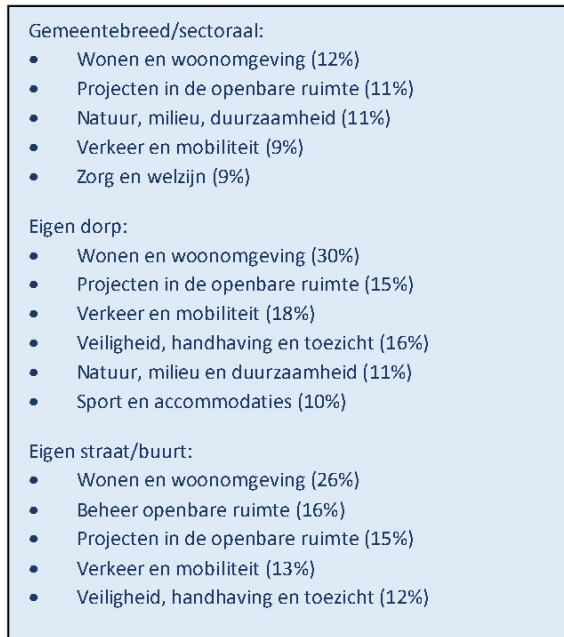 Gemeentebreed/sectoraal:
• Wonen en woonomgeving (12%)
• Projecten in de openbare ruimte (11%)
• Natuur, milieu, duurzaamheid (11%)
• Verkeer en mobiliteit (9%)
• Zorg en welzijn (9%)
Eigen dorp:
• Wonen en woonomgeving (30%)
• Projecten in de openbare ruimte (15%)
• Verkeer en mobiliteit (18%)
• Veiligheid, handhaving en toezicht (16%)
• Natuur, milieu en duurzaamheid (11%)
• Sport en accommodaties (10%)
Eigen straat/buurt:
• Wonen en woonomgeving (26%)
• Beheer openbare ruimte (16%)
• Projecten in de openbare ruimte (15%)
• Verkeer en mobiliteit (13%)
• Veiligheid, handhaving en toezicht (12%)